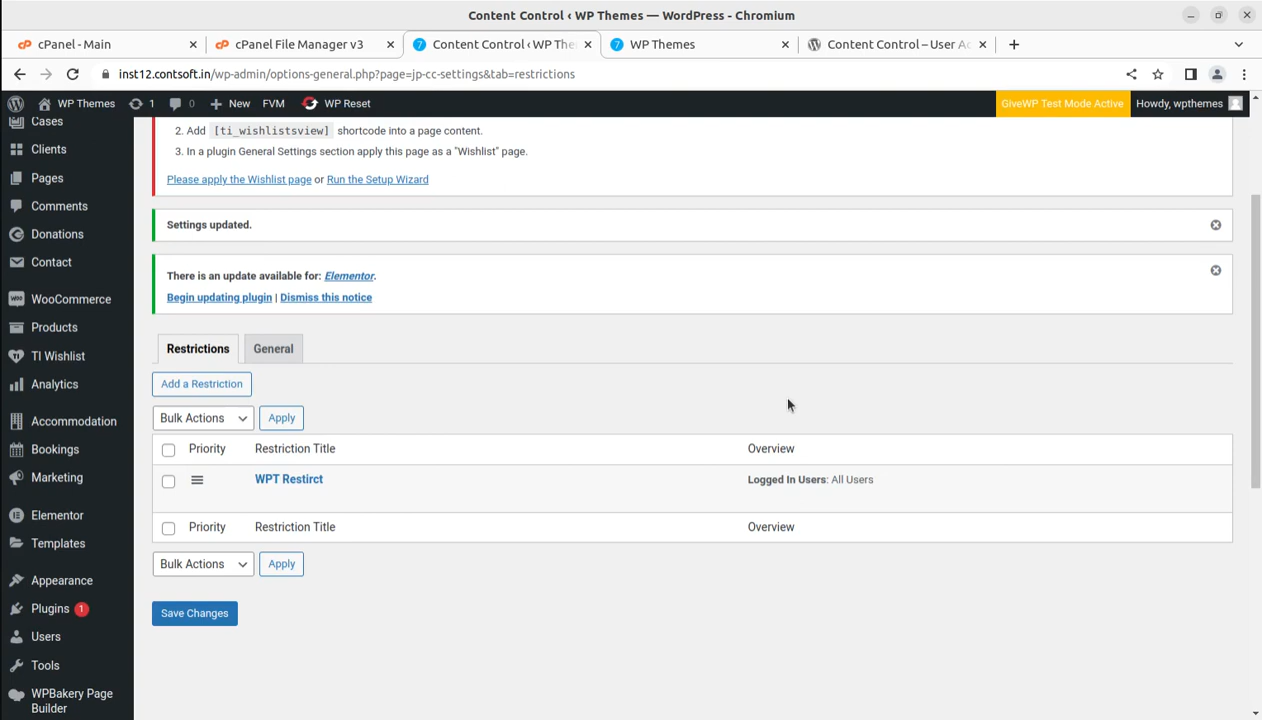 Content Control ‹ WP Themes — WordPress - Chromium
cPanel - Main
cPanel File Manager v3
Content Control ‹ WP The
WP Themes
Content Control – User Ac
inst12.contsoft.in/wp-admin/options-general.php?page=jp-cc-settings&tab=restrictions
WP Themes
1
0
New
FVM
WP Reset
GiveWP Test Mode Active
Howdy, wpthemes
Cases
Clients
Pages
Comments
Donations
Contact
WooCommerce
Products
TI Wishlist
Analytics
Accommodation
Bookings
Marketing
Elementor
Templates
Appearance
Plugins 1
Users
Tools
WPBakery Page
Builder
2. Add [ti_wishlistsview] shortcode into a page content.
3. In a plugin General Settings section apply this page as a "Wishlist" page.
Please apply the Wishlist page or Run the Setup Wizard
Settings updated.
There is an update available for: Elementor.
Begin updating plugin | Dismiss this notice
Restrictions
General
Add a Restriction
Bulk Actions
Apply
Priority
Restriction Title
Overview
WPT Restirct
Logged In Users: All Users
Priority
Restriction Title
Overview
Bulk Actions
Apply
Save Changes